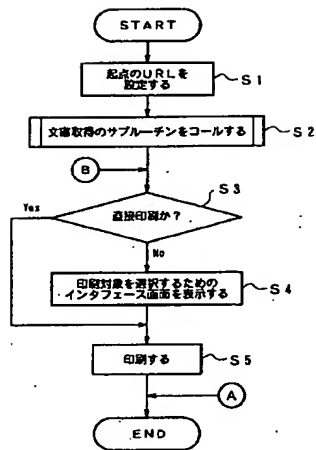 START
起点のURLを
設定する
S1
文書取得のサブルーチンをコールする
S2
B
S3
直接印刷か?
Yes
No
印刷対象を選択するための
インタフェース画面を表示する
S4
印刷する
S5
A
END